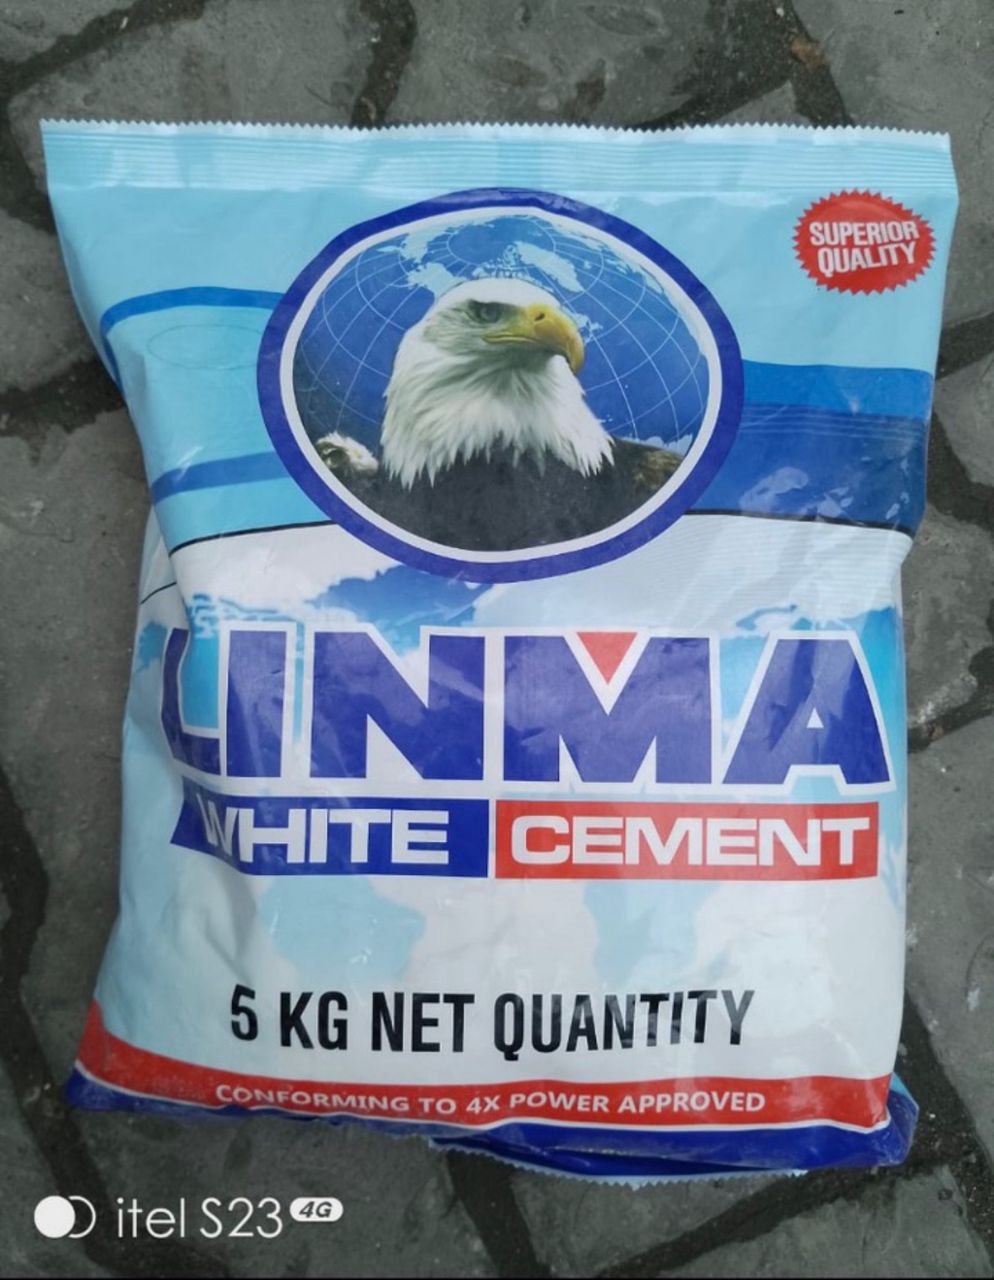 SUPERIOR
QUALITY
LINMA
WHITE CEMENT
5 KG NET QUANTITY
CONFORMING TO 4X POWER APPROVED
itel S23 4G